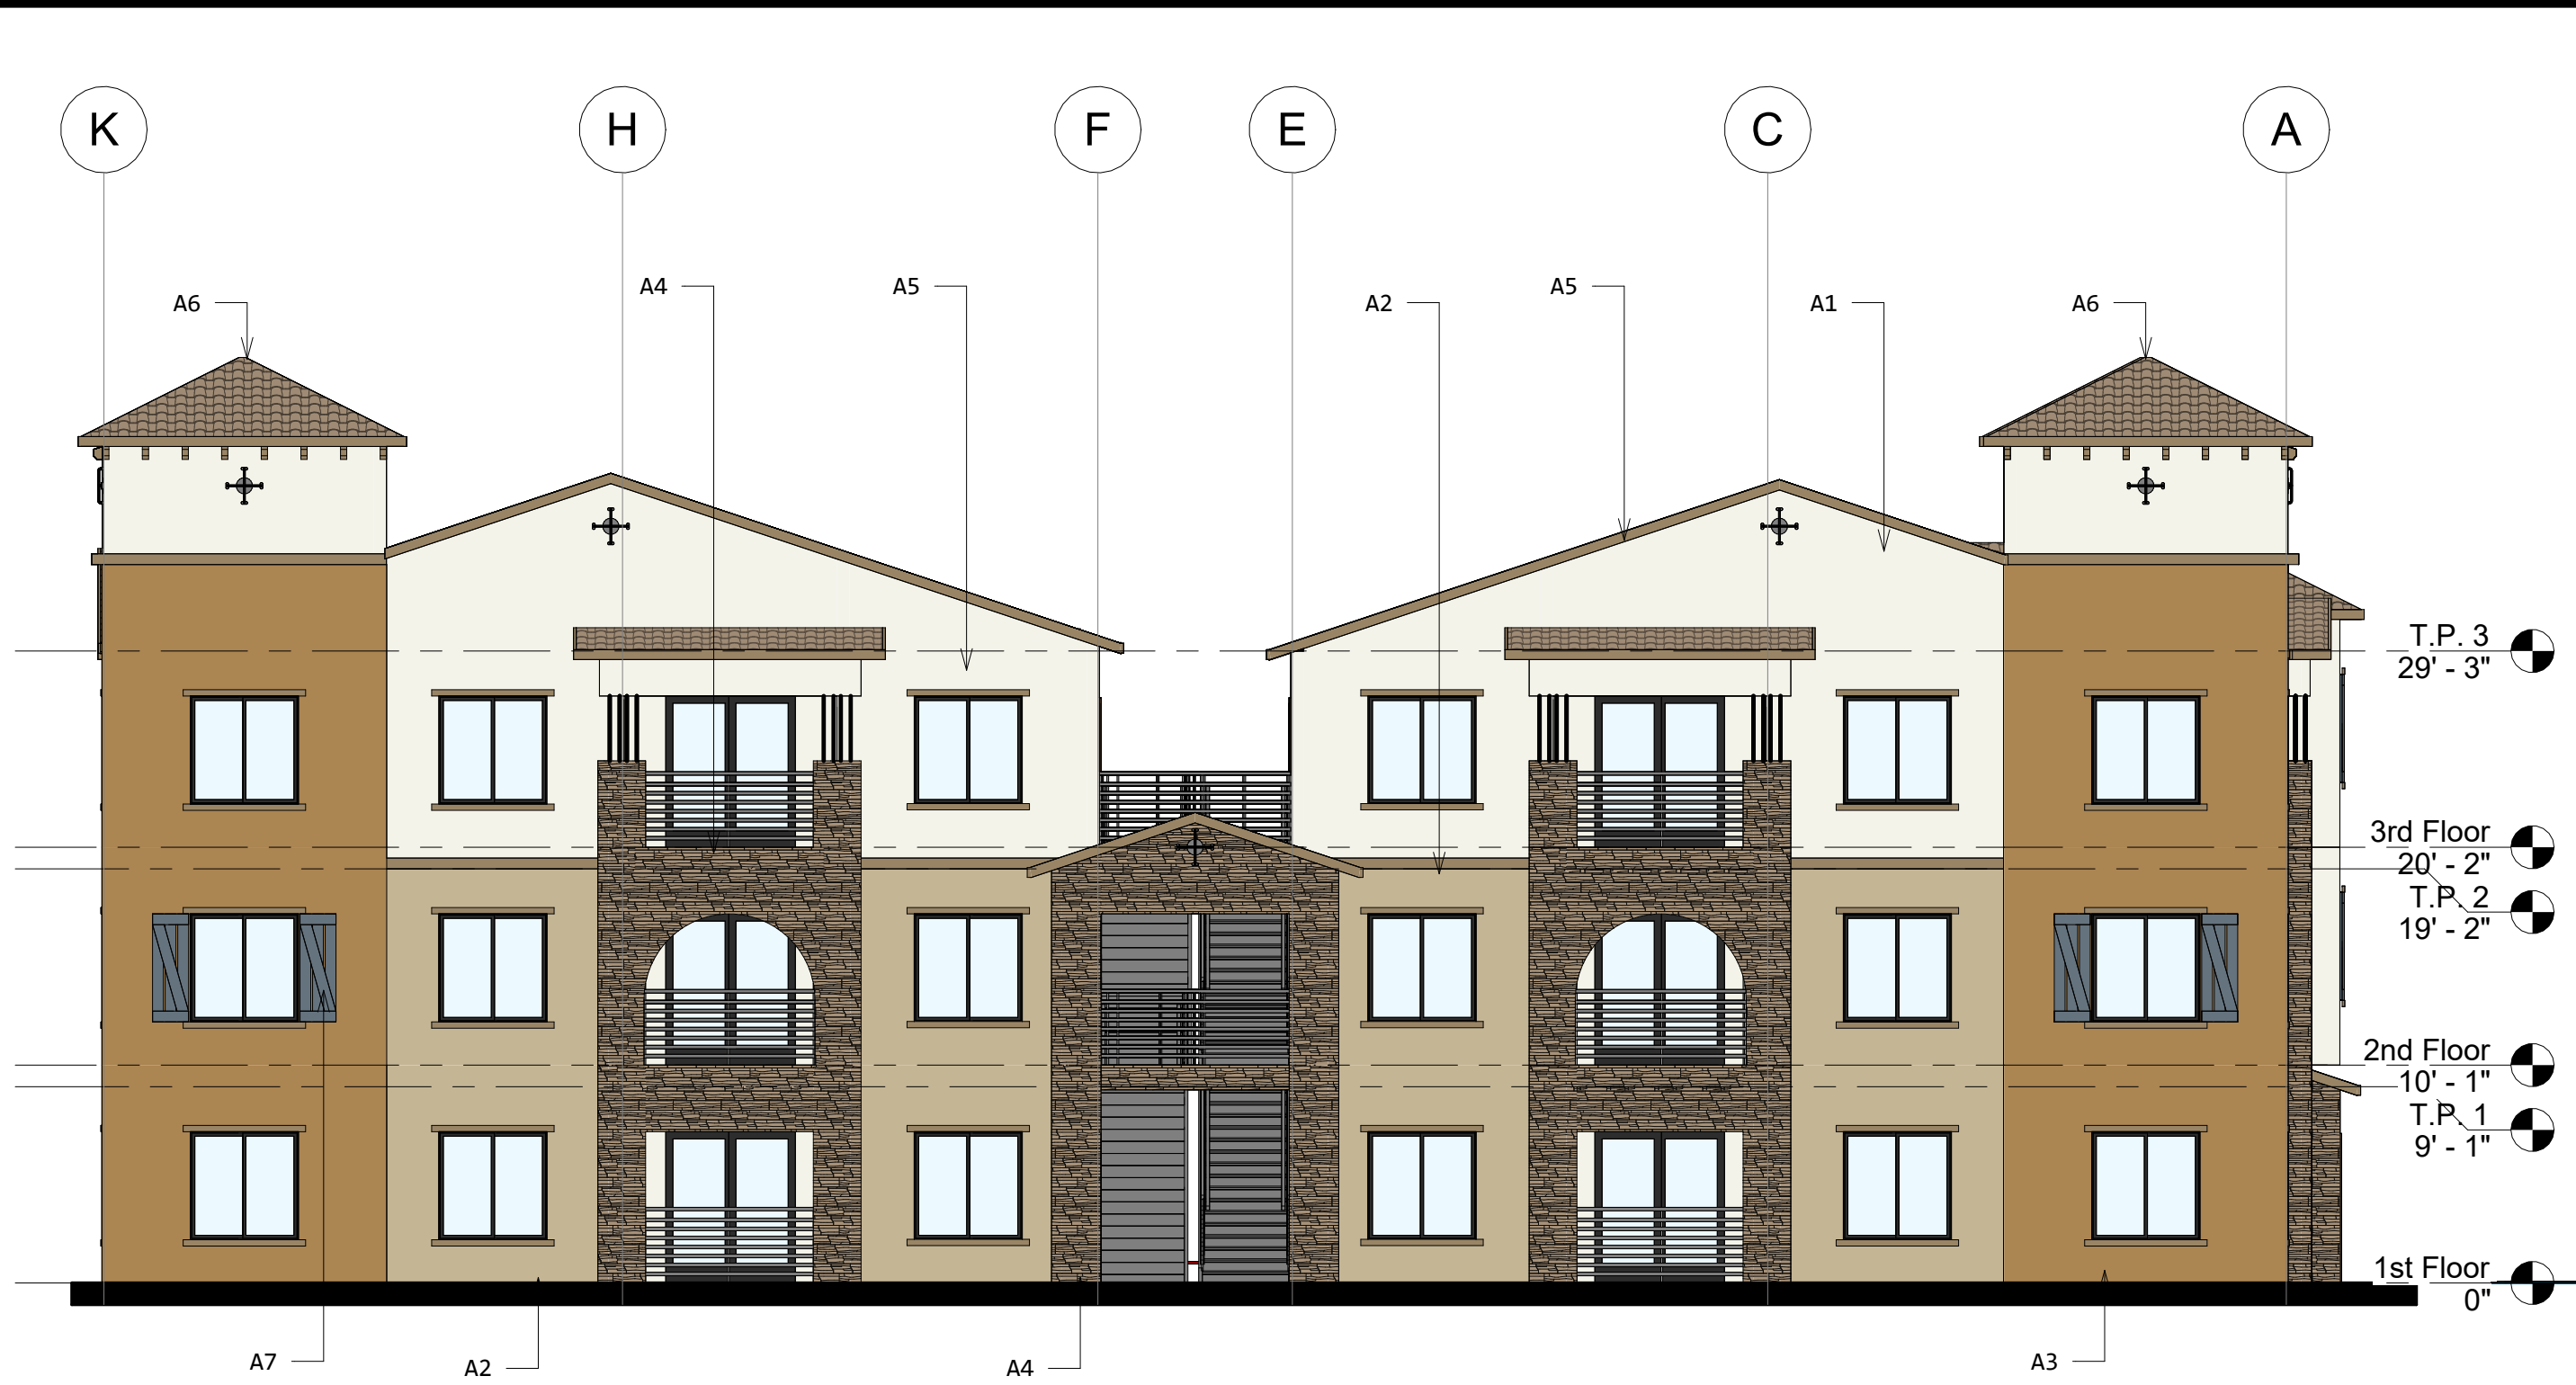 K
H
F
E
C
A
A6
A4
A5
A2
A5
A1
A6
T.P. 3
29' - 3"
3rd Floor
20' - 2"
T.P. 2
19' - 2"
2nd Floor
10' - 1"
T.P. 1
9' - 1"
1st Floor
0"
A7
A2
A4
A3